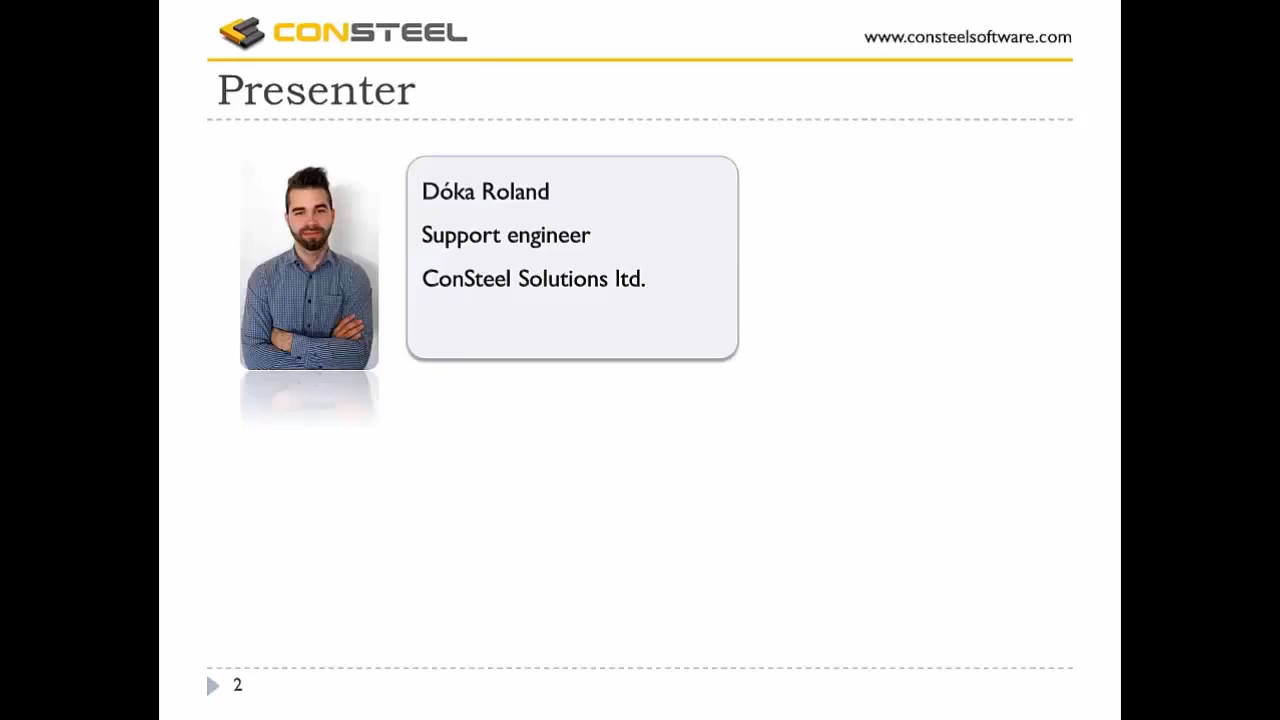 CONSTEEL
www.consteelsoftware.com
Presenter
Dóka Roland
Support engineer
ConSteel Solutions ltd.
2